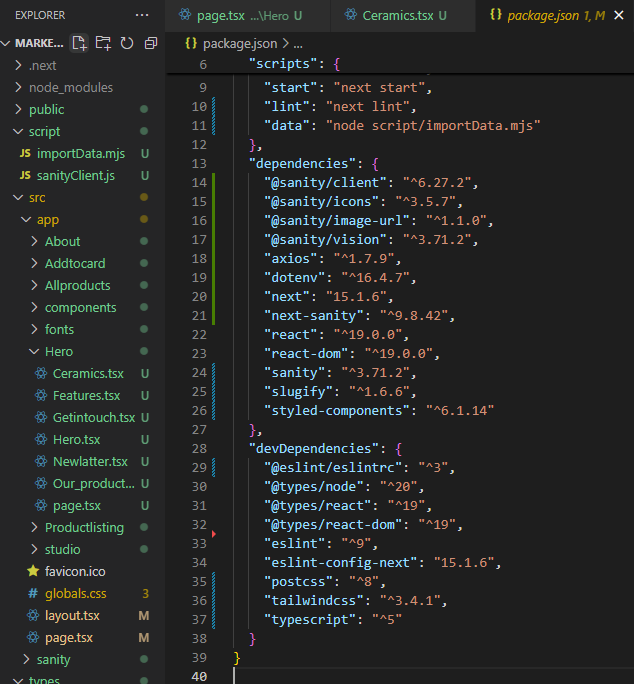 EXPLORER ...
MARKE...
.next
node_modules
public
script
JS importData.mjs U
JS sanityClient.js U
src
app
About
Addtocard
Allproducts
components
fonts
Hero
Ceramics.tsx U
Features.tsx U
Getintouch.tsx U
Hero.tsx U
Newlatter.tsx U
Our_product... U
page.tsx U
Productlisting
studio
favicon.ico
# globals.css 3
layout.tsx M
page.tsx M
sanity
types
page.tsx ...\Hero U
Ceramics.tsx U
{} package.json 1, M
{} package.json > ...
6 "scripts": {
9 "start": "next start",
10 "lint": "next lint",
11 "data": "node script/importData.mjs"
12 },
13 "dependencies": {
14 "@sanity/client": "^6.27.2",
15 "@sanity/icons": "^3.5.7",
16 "@sanity/image-url": "^1.1.0",
17 "@sanity/vision": "^3.71.2",
18 "axios": "^1.7.9",
19 "dotenv": "^16.4.7",
20 "next": "15.1.6",
21 "next-sanity": "^9.8.42",
22 "react": "^19.0.0",
23 "react-dom": "^19.0.0",
24 "sanity": "^3.71.2",
25 "slugify": "^1.6.6",
26 "styled-components": "^6.1.14"
27 },
28 "devDependencies": {
29 "@eslint/eslintrc": "^3",
30 "@types/node": "^20",
31 "@types/react": "^19",
32 "@types/react-dom": "^19",
33 "eslint": "^9",
34 "eslint-config-next": "15.1.6",
35 "postcss": "^8",
36 "tailwindcss": "^3.4.1",
37 "typescript": "^5"
38 }
39 }
40